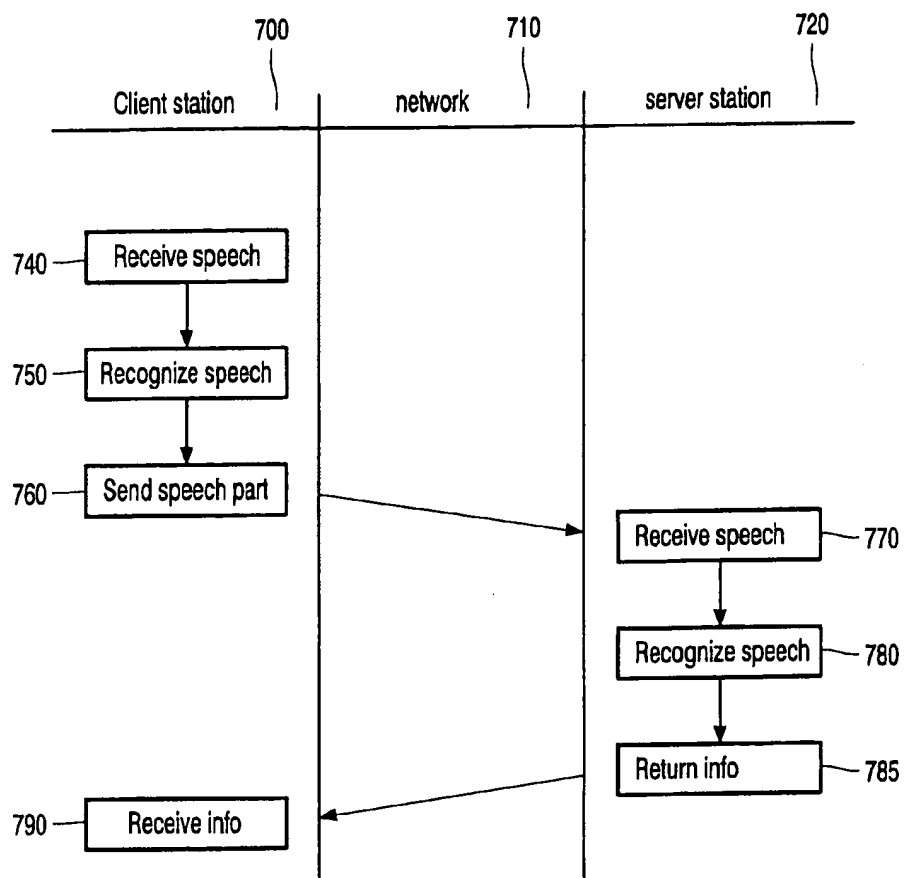 700
710
720
Client station
network
server station
740
Receive speech
750
Recognize speech
760
Send speech part
Receive speech
770
Recognize speech
780
Return info
785
790
Receive info